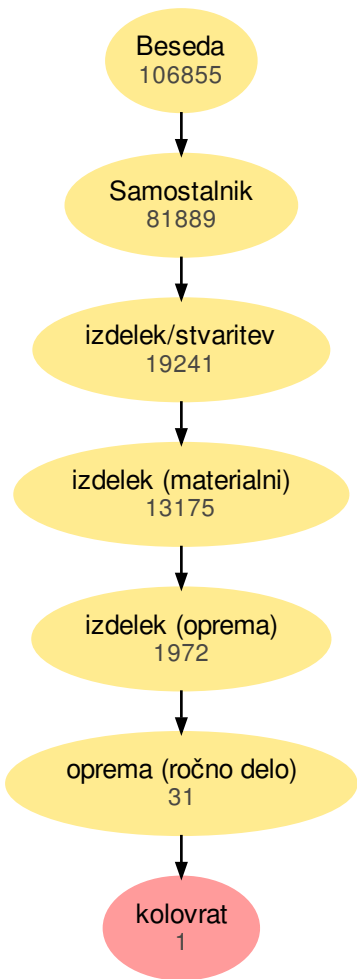 Beseda
106855
Samostalnik
81889
izdelek/stvaritev
19241
izdelek (materialni)
13175
izdelek (oprema)
1972
oprema (ročno delo)
31
kolovrat
1